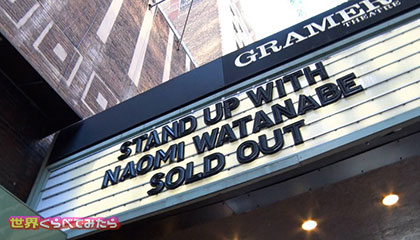 GRAMER
THEATRE
STAND UP WITH
NAOMI WATANABE
SOLD OUT
世界くらべてみたら